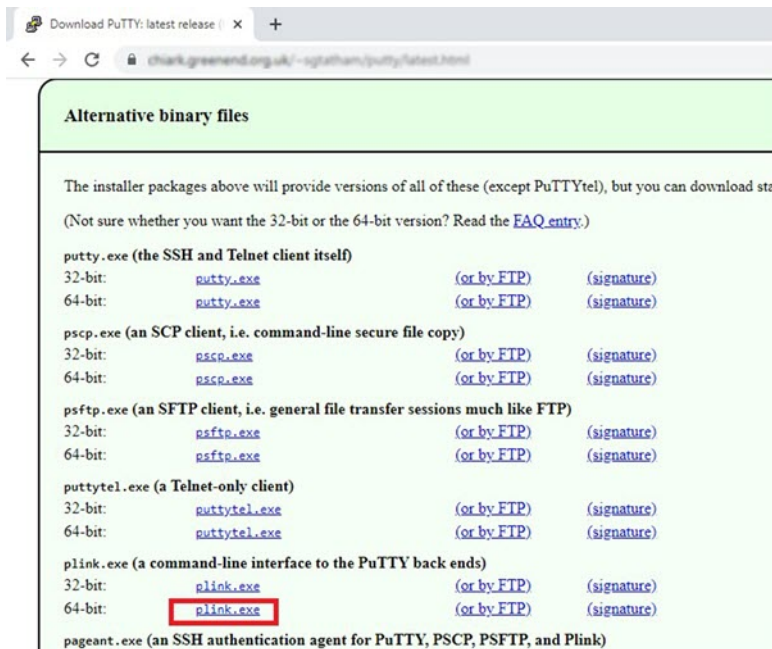 Download PuTTY: latest release (
chiark.greenend.org.uk/~sgtatham/putty/latest.html
Alternative binary files
The installer packages above will provide versions of all of these (except PuTTYtel), but you can download sta
(Not sure whether you want the 32-bit or the 64-bit version? Read the FAQ entry.)
putty.exe (the SSH and Telnet client itself)
32-bit: putty.exe (or by FTP) (signature)
64-bit: putty.exe (or by FTP) (signature)
pscp.exe (an SCP client, i.e. command-line secure file copy)
32-bit: pscp.exe (or by FTP) (signature)
64-bit: pscp.exe (or by FTP) (signature)
psftp.exe (an SFTP client, i.e. general file transfer sessions much like FTP)
32-bit: psftp.exe (or by FTP) (signature)
64-bit: psftp.exe (or by FTP) (signature)
puttytel.exe (a Telnet-only client)
32-bit: puttytel.exe (or by FTP) (signature)
64-bit: puttytel.exe (or by FTP) (signature)
plink.exe (a command-line interface to the PuTTY back ends)
32-bit: plink.exe (or by FTP) (signature)
64-bit: plink.exe (or by FTP) (signature)
pageant.exe (an SSH authentication agent for PuTTY, PSCP, PSFTP, and Plink)